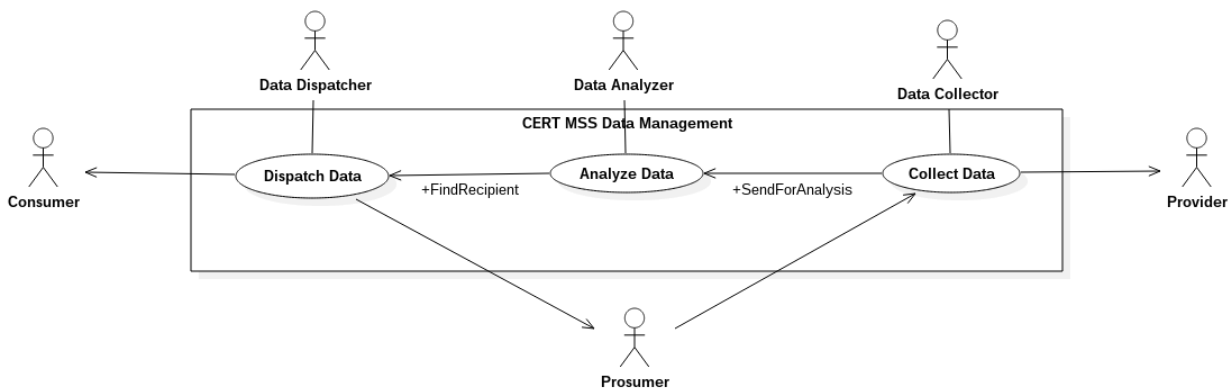 Data Dispatcher
Data Analyzer
Data Collector
CERT MSS Data Management
Consumer
Dispatch Data
+FindRecipient
Analyze Data
+SendForAnalysis
Collect Data
Provider
Prosumer